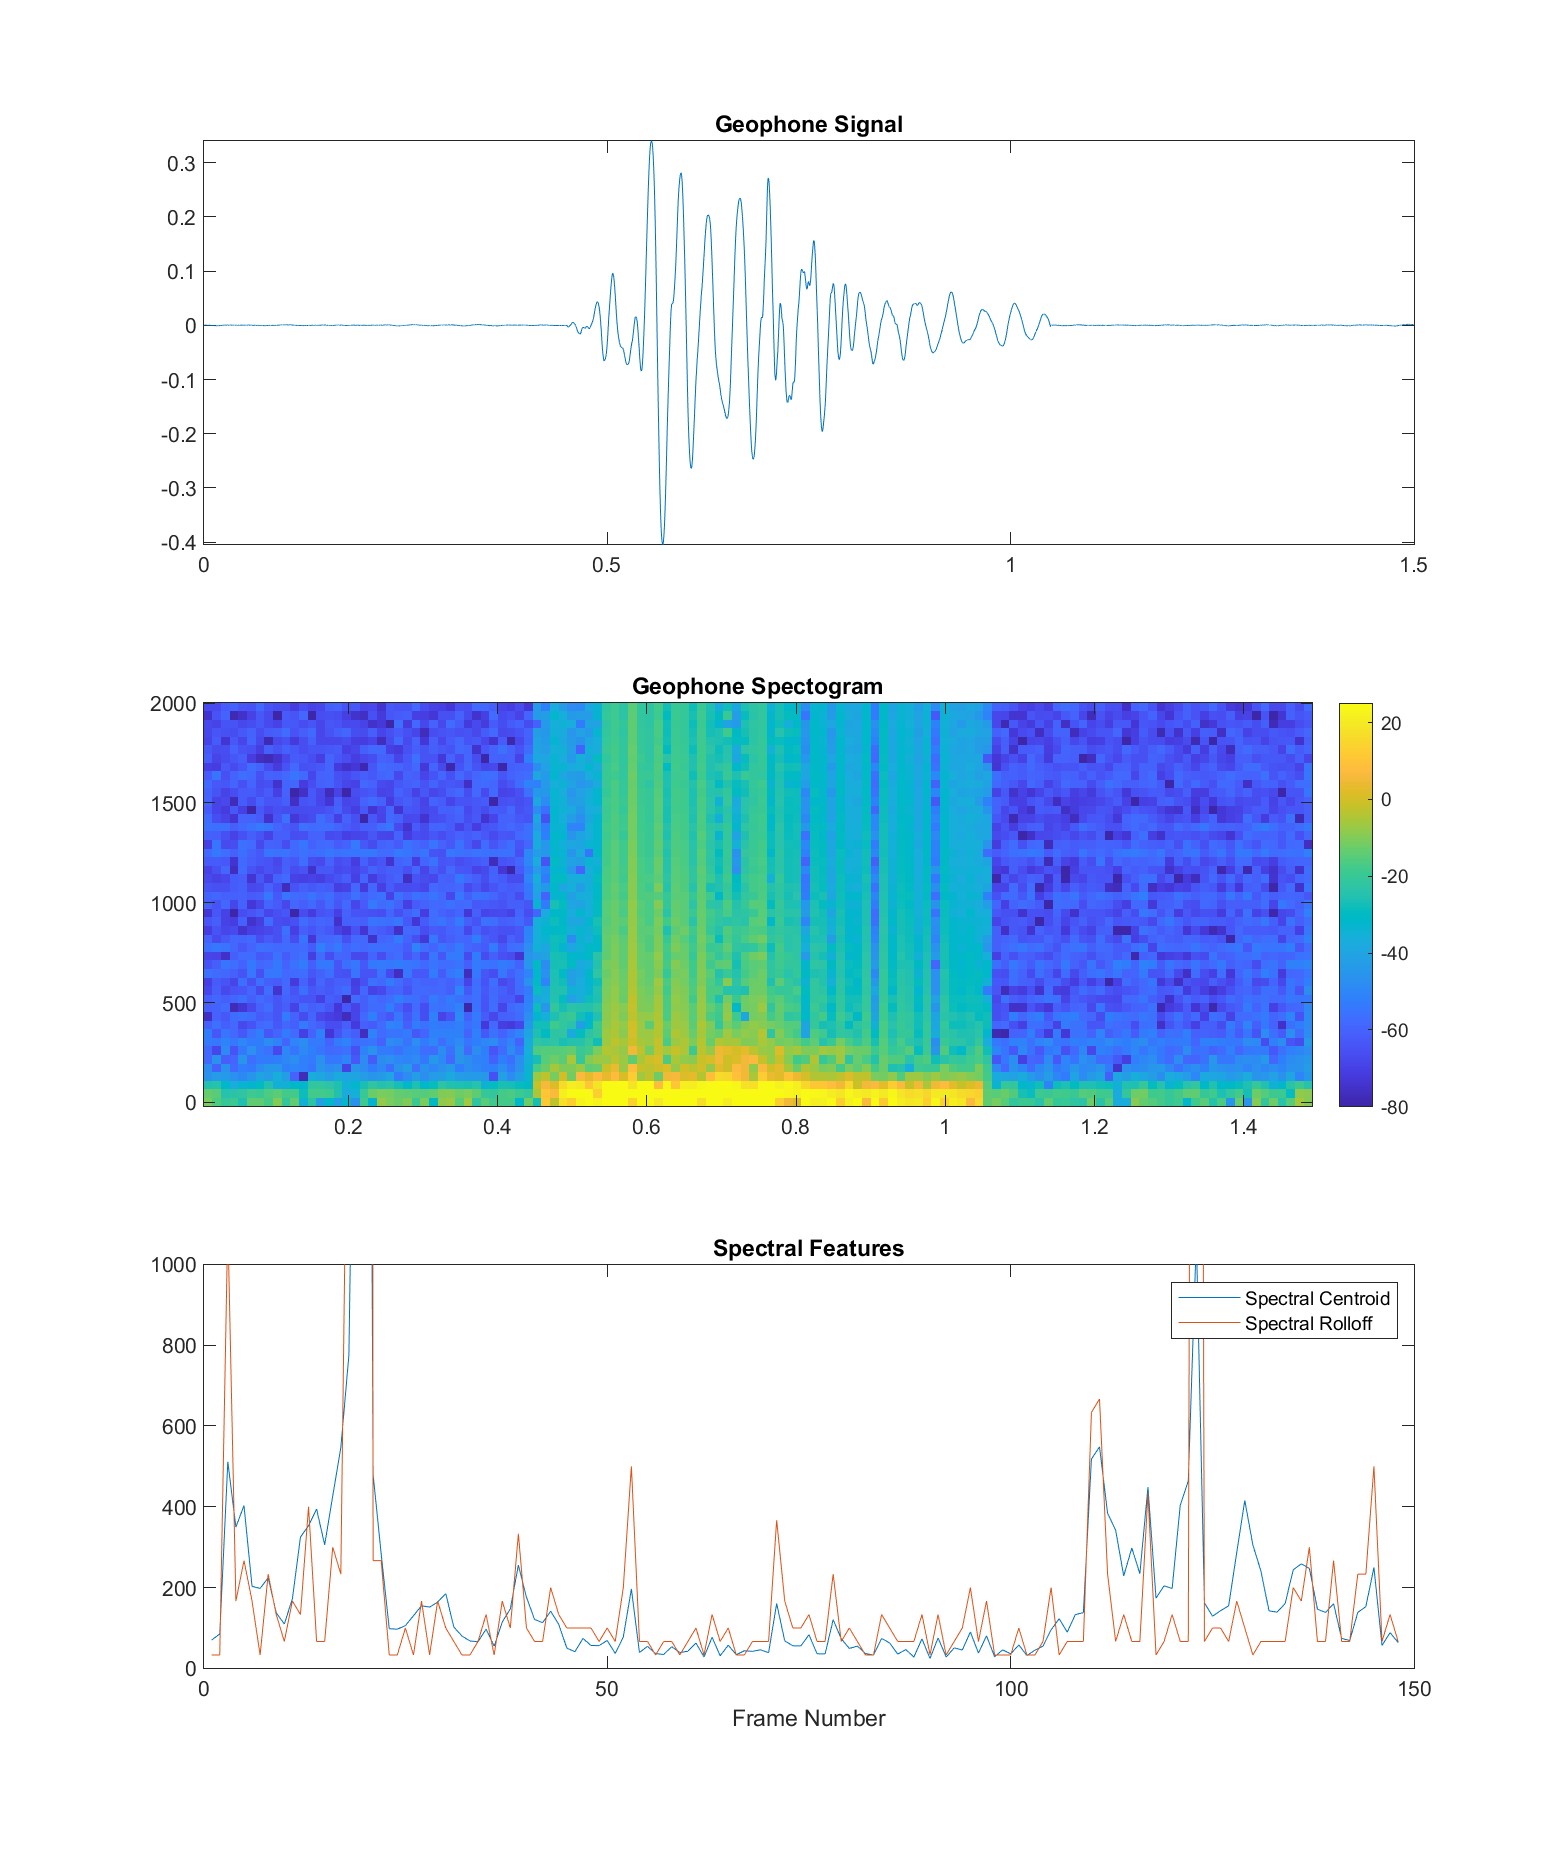 Geophone Signal
0.3
0.2
0.1
0
-0.1
-0.2
-0.3
-0.4
0 0.5 1 1.5
Geophone Spectogram
2000
1500
1000
500
0
0.2 0.4 0.6 0.8 1 1.2 1.4
20
0
-20
-40
-60
-80
Spectral Features
1000
800
600
400
200
0
Spectral Centroid
Spectral Rolloff
0 50 100 150
Frame Number